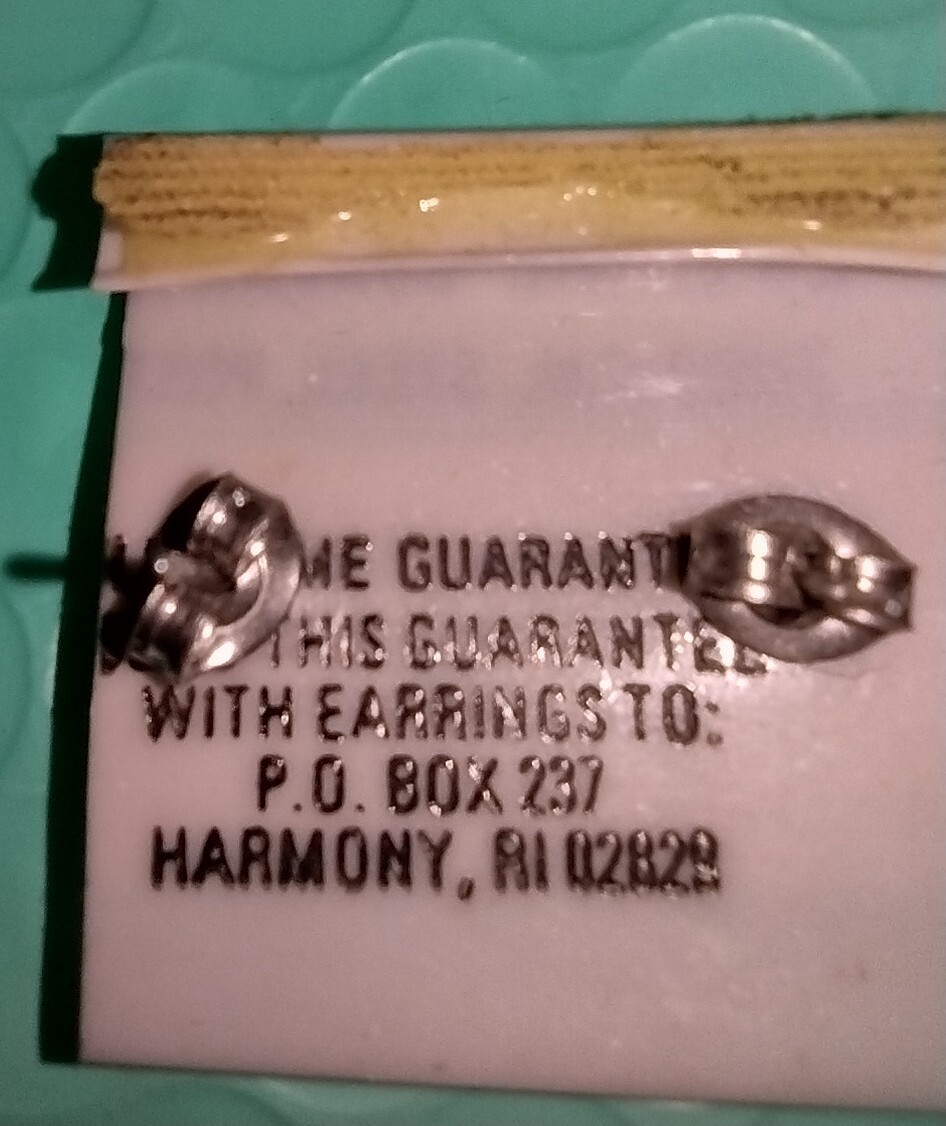 ME GUARANT
THIS GUARANTEE
WITH EARRINGS TO:
P.O. BOX 237
HARMONY, RI 02829